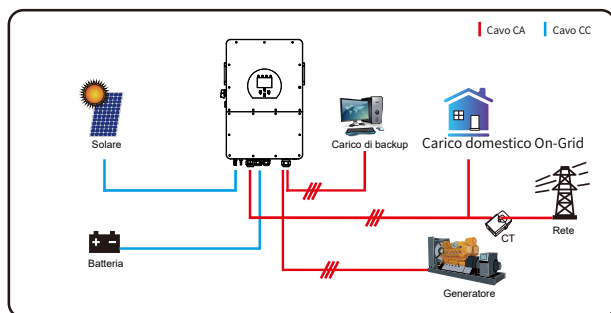 Cavo CA
Cavo CC
Solare
Carico di backup
Carico domestico On-Grid
CT
Rete
Batteria
Generatore